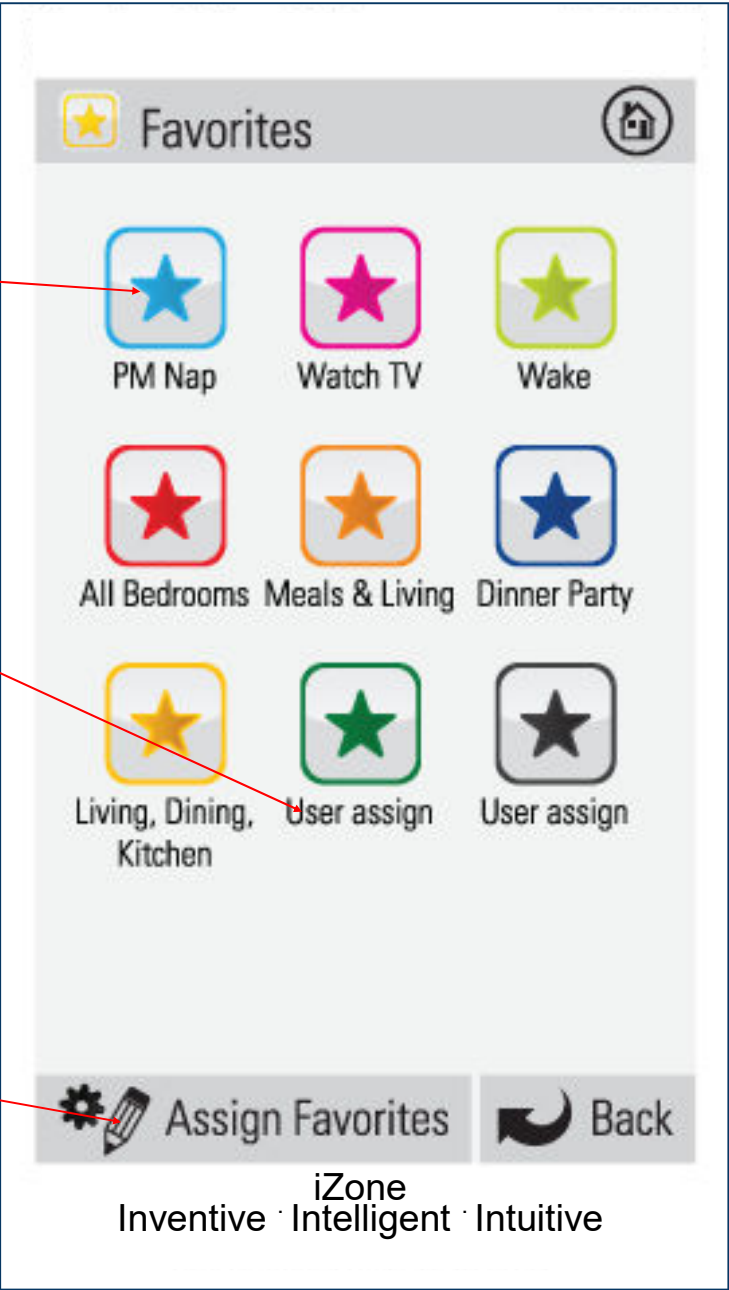 Favorites
PM Nap
Watch TV
Wake
All Bedrooms
Meals & Living
Dinner Party
Living, Dining,
Kitchen
User assign
User assign
Assign Favorites
Back
iZone
Inventive · Intelligent · Intuitive